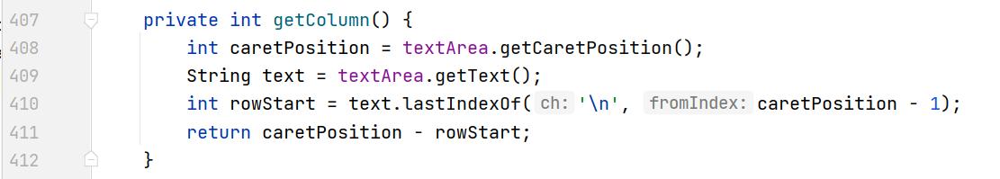 407 private int getColumn() {
408 int caretPosition = textArea.getCaretPosition();
409 String text = textArea.getText();
410 int rowStart = text.lastIndexOf( ch: '\n', fromIndex: caretPosition - 1);
411 return caretPosition - rowStart;
412 }